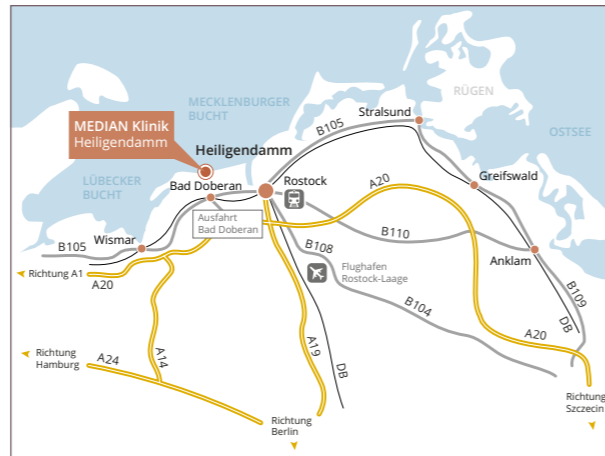 MECKLENBURGER
BUCHT
RÜGEN
Stralsund
B105
OSTSEE
MEDIAN Klinik
Heiligendamm
Heiligendamm
LÜBECKER
BUCHT
Bad Doberan
Rostock
A20
Greifswald
Ausfahrt
Bad Doberan
Wismar
B105
B110
B108
Anklam
Flughafen
Rostock-Laage
Richtung A1
A20
B109
B104
DB
A20
Richtung
Hamburg
A24
A14
A19
DB
Richtung
Szczecin
Richtung
Berlin